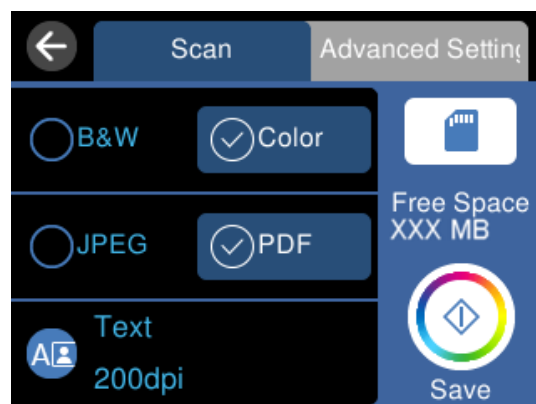 Scan
Advanced Setting
B&W
Color
JPEG
PDF
Text
200dpi
Free Space
XXX MB
Save